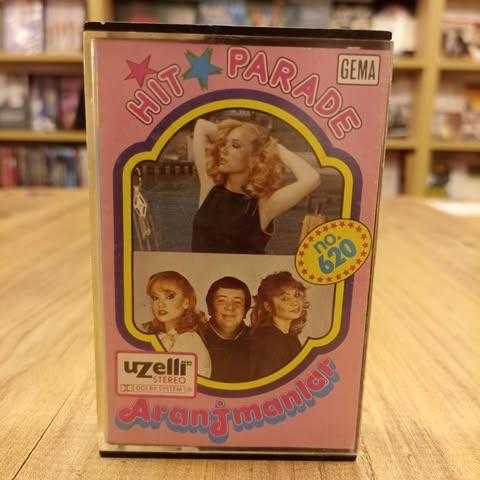 HIT PARADE
GEMA
no. 620
uzelli
STEREO
DOLBY SYSTEM
Aranjmanlar